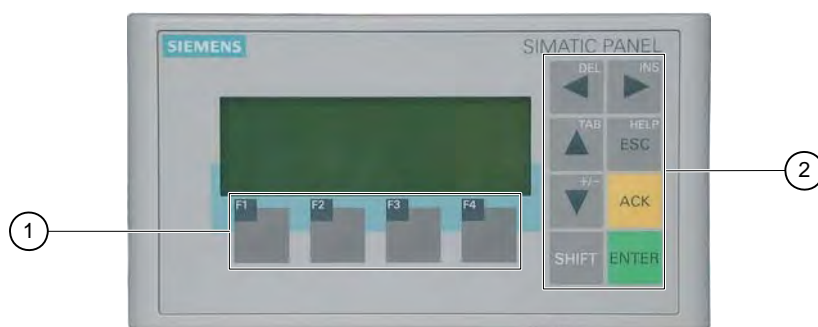 SIEMENS
SIMATIC PANEL
DEL
INS
TAB
HELP
ESC
+/−
ACK
SHIFT
ENTER
F1
F2
F3
F4
1
2